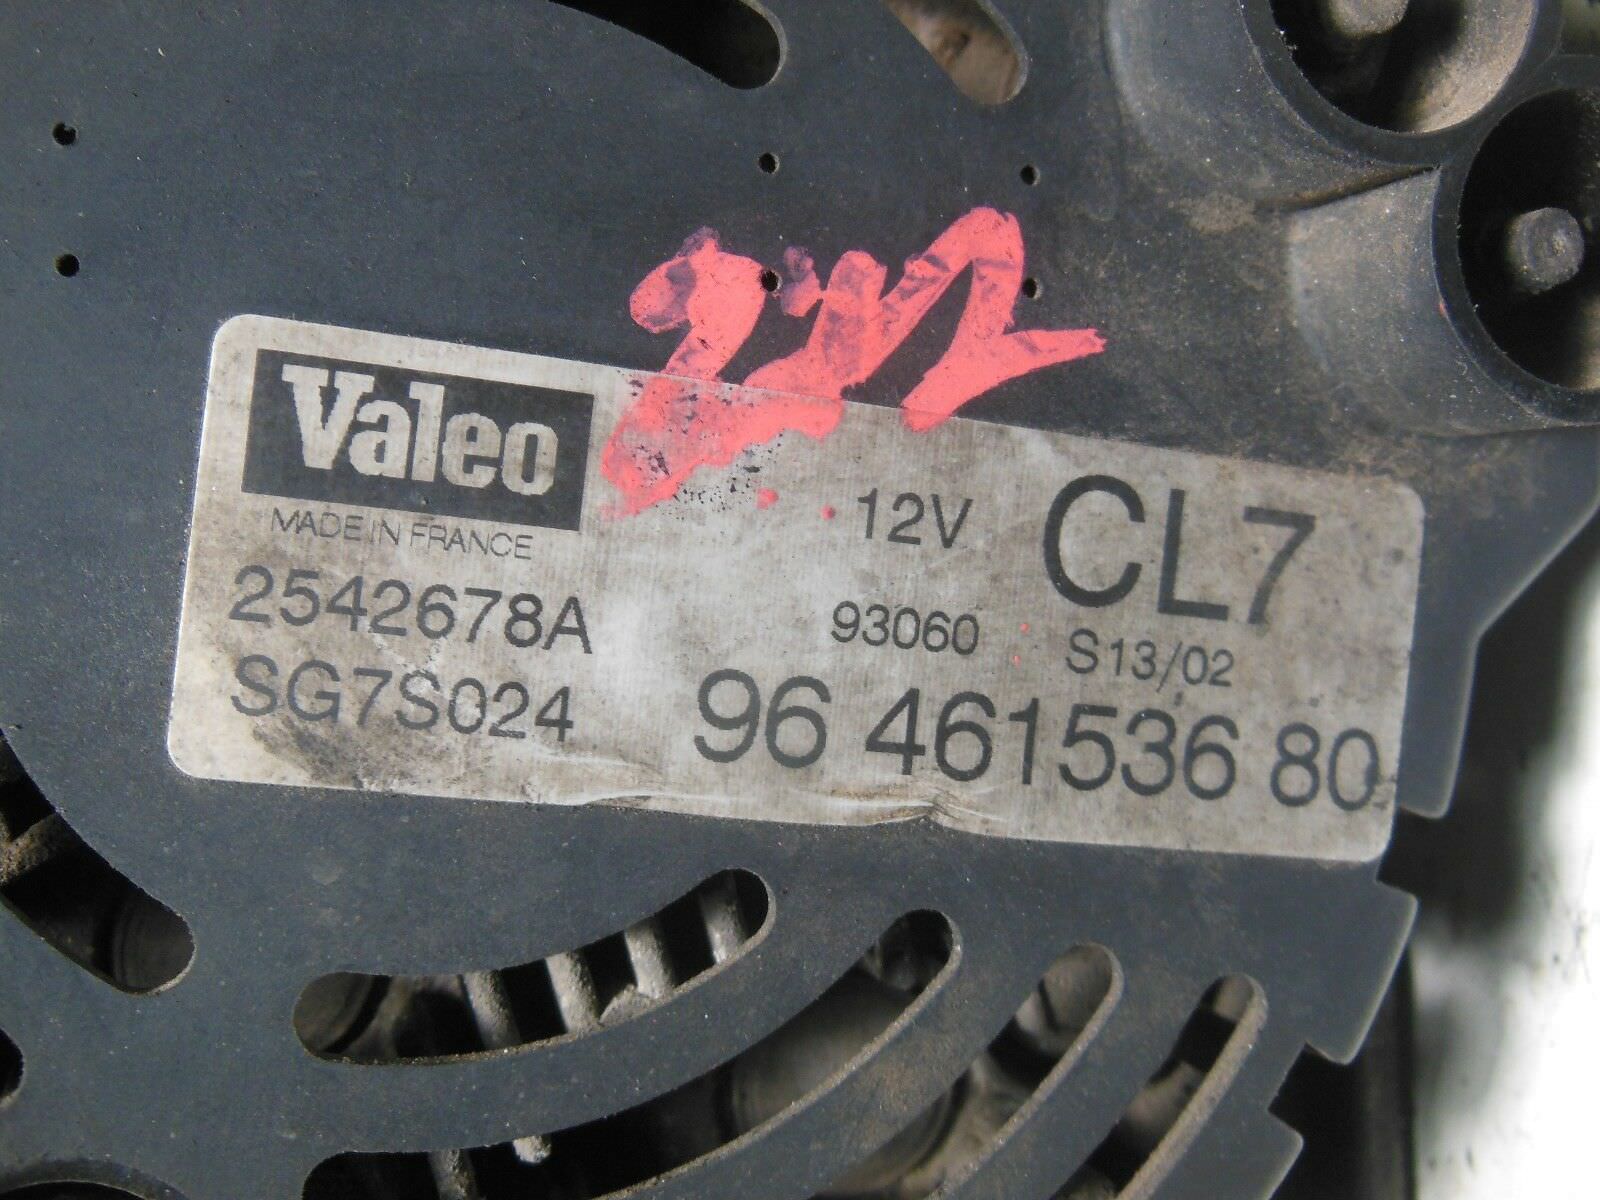 Valeo
MADE IN FRANCE
12V CL7
2542678A 93060 S13/02
SG7S024 96 461536 80